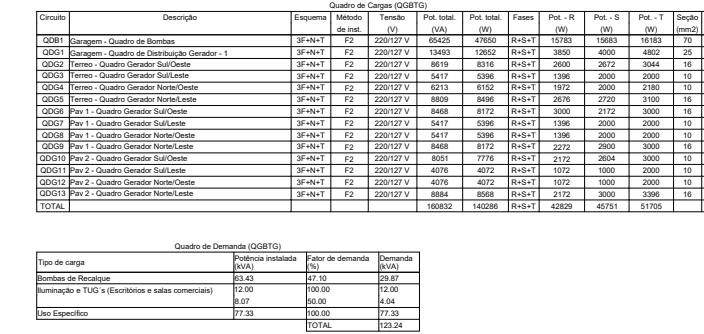 Quadro de Cargas (QGBTG)
Circuito Descrição Esquema Método de inst. Tensão (V) Pot. total. (VA) Pot. total. (W) Fases Pot. - R (W) Pot. - S (W) Pot. - T (W) Seção (mm2)
QDB1 Garagem - Quadro de Bombas 3F+N+T F2 220/127 V 65425 47650 R+S+T 15783 15683 16183 70
QDG1 Garagem - Quadro de Distribuição Gerador - 1 3F+N+T F2 220/127 V 13493 12652 R+S+T 3850 4000 4802 25
QDG2 Terreo - Quadro Gerador Sul/Oeste 3F+N+T F2 220/127 V 8619 8316 R+S+T 2600 2672 3044 16
QDG3 Terreo - Quadro Gerador Sul/Leste 3F+N+T F2 220/127 V 5417 5396 R+S+T 1396 2000 2000 10
QDG4 Terreo - Quadro Gerador Norte/Oeste 3F+N+T F2 220/127 V 6213 6152 R+S+T 1972 2000 2180 10
QDG5 Terreo - Quadro Gerador Norte/Leste 3F+N+T F2 220/127 V 8809 8496 R+S+T 2676 2720 3100 16
QDG6 Pav 1 - Quadro Gerador Sul/Oeste 3F+N+T F2 220/127 V 8468 8172 R+S+T 3000 2172 3000 16
QDG7 Pav 1 - Quadro Gerador Sul/Leste 3F+N+T F2 220/127 V 5417 5396 R+S+T 1396 2000 2000 10
QDG8 Pav 1 - Quadro Gerador Norte/Oeste 3F+N+T F2 220/127 V 5417 5396 R+S+T 1396 2000 2000 10
QDG9 Pav 1 - Quadro Gerador Norte/Leste 3F+N+T F2 220/127 V 8468 8172 R+S+T 2272 2900 3000 16
QDG10 Pav 2 - Quadro Gerador Sul/Oeste 3F+N+T F2 220/127 V 8051 7776 R+S+T 2172 2604 3000 10
QDG11 Pav 2 - Quadro Gerador Sul/Leste 3F+N+T F2 220/127 V 4076 4072 R+S+T 1072 1000 2000 10
QDG12 Pav 2 - Quadro Gerador Norte/Oeste 3F+N+T F2 220/127 V 4076 4072 R+S+T 1072 1000 2000 10
QDG13 Pav 2 - Quadro Gerador Norte/Leste 3F+N+T F2 220/127 V 8884 8568 R+S+T 2172 3000 3396 16
TOTAL 160832 140286 R+S+T 42829 45751 51705
Quadro de Demanda (QGBTG)
Tipo de carga Potência instalada (kVA) Fator de demanda (%) Demanda (kVA)
Bombas de Recalque 63.43 47.10 29.87
Iluminação e TUG´s (Escritórios e salas comerciais) 12.00 100.00 12.00
8.07 50.00 4.04
Uso Específico 77.33 100.00 77.33
TOTAL 123.24